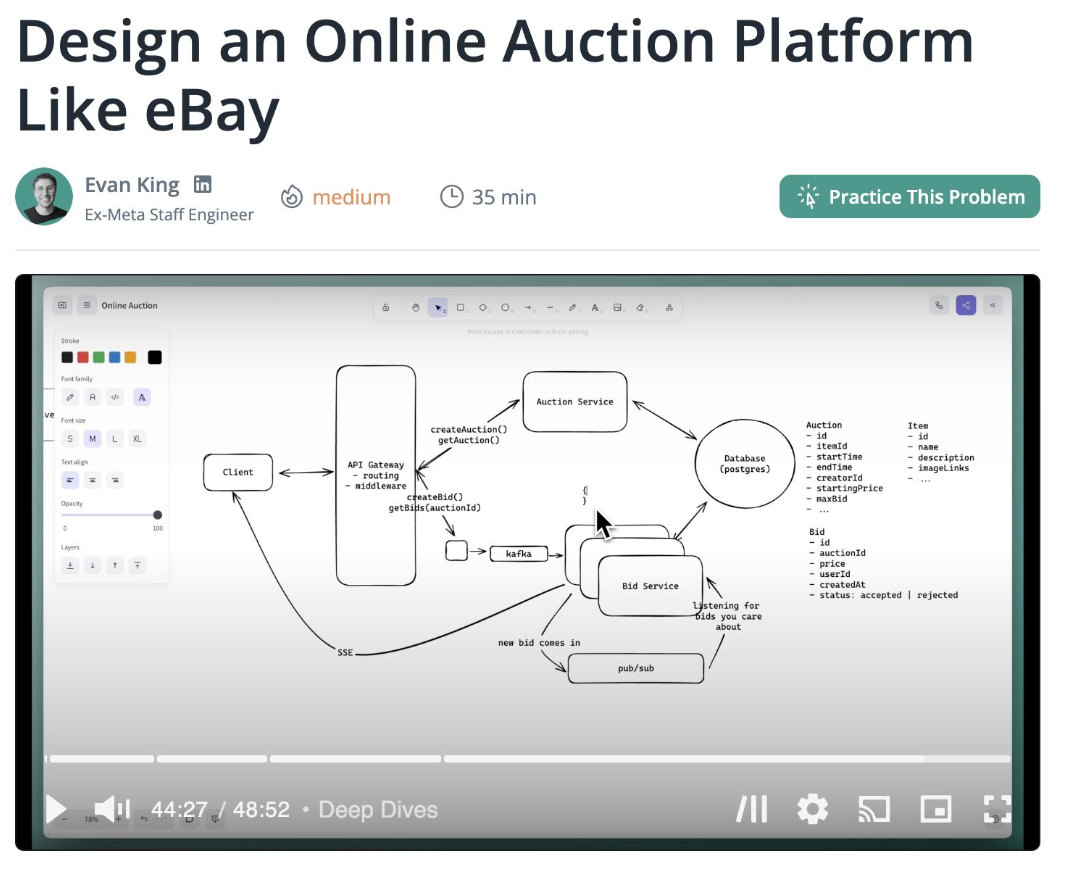 Design an Online Auction Platform
Like eBay
Evan King in
Ex-Meta Staff Engineer
medium
35 min
Practice This Problem
Online Auction
Press Escape or Cmd+Enter to finish editing
Stroke
Font family
A </> A
Font size
S M L XL
Text align
Opacity
0 100
Layers
ve
Client
API Gateway
- routing
- middleware
createAuction()
getAuction()
createBid()
getBids(auctionId)
Auction Service
Database
(postgres)
{
}
kafka
Bid Service
listening for
bids you care
about
new bid comes in
pub/sub
SSE
Auction
- id
- itemId
- startTime
- endTime
- creatorId
- startingPrice
- maxBid
- ...
Item
- id
- name
- description
- imageLinks
- ...
Bid
- id
- auctionId
- price
- userId
- createdAt
- status: accepted | rejected
44:27 / 48:52 • Deep Dives
78%